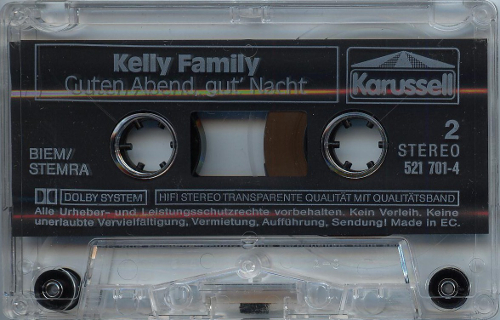 Kelly Family
Guten Abend, gut' Nacht
Karussell
2
BIEM/
STEMRA
STEREO
521 701-4
DOLBY SYSTEM
HIFI STEREO TRANSPARENTE QUALITÄT MIT QUALITÄTSBAND
Alle Urheber- und Leistungsschutzrechte vorbehalten. Kein Verleih. Keine
unerlaubte Vervielfältigung, Vermietung, Aufführung, Sendung! Made in EC.